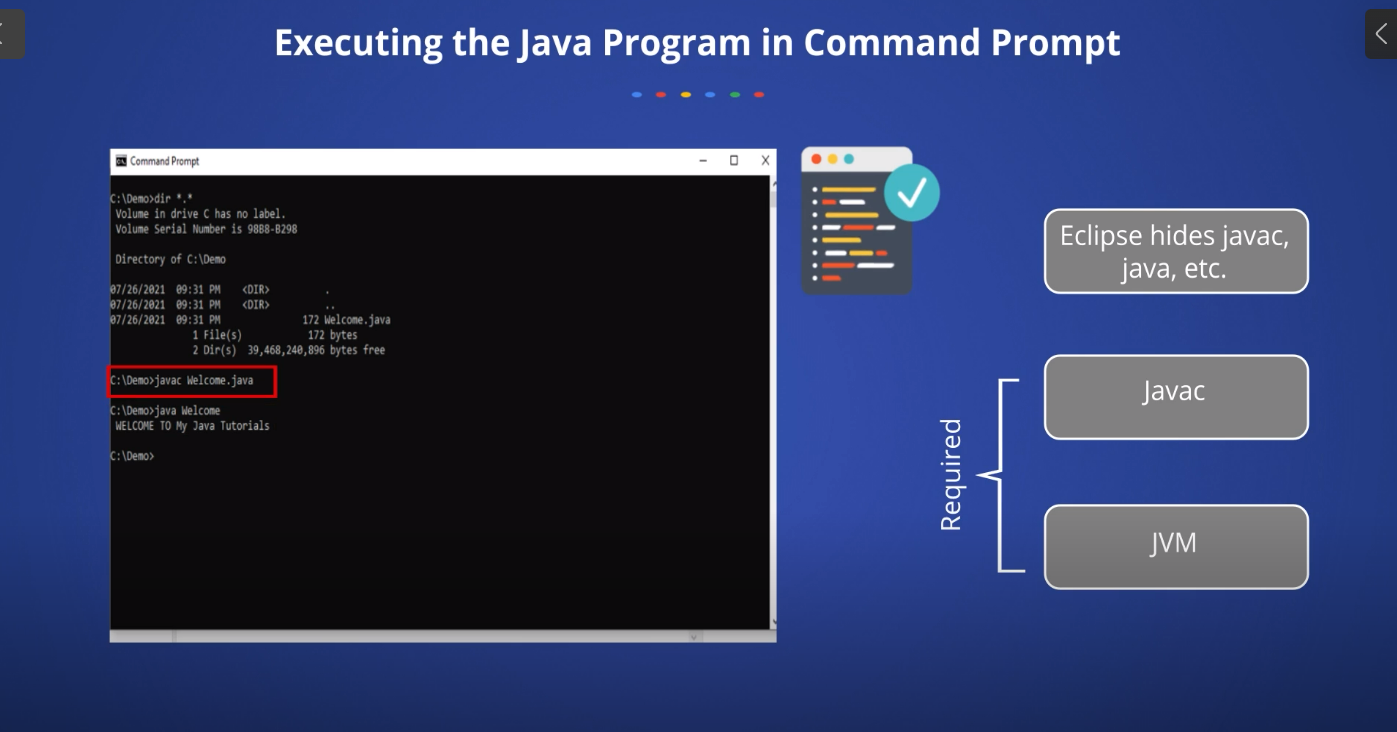 Executing the Java Program in Command Prompt
Command Prompt
C:\Demo>dir *.*
Volume in drive C has no label.
Volume Serial Number is 98B8-B298
Directory of C:\Demo
07/26/2021 09:31 PM <DIR> .
07/26/2021 09:31 PM <DIR> ..
07/26/2021 09:31 PM 172 Welcome.java
1 File(s) 172 bytes
2 Dir(s) 39,468,240,896 bytes free
C:\Demo>javac Welcome.java
C:\Demo>java Welcome
WELCOME TO My Java Tutorials
C:\Demo>
Eclipse hides javac,
java, etc.
Required
Javac
JVM